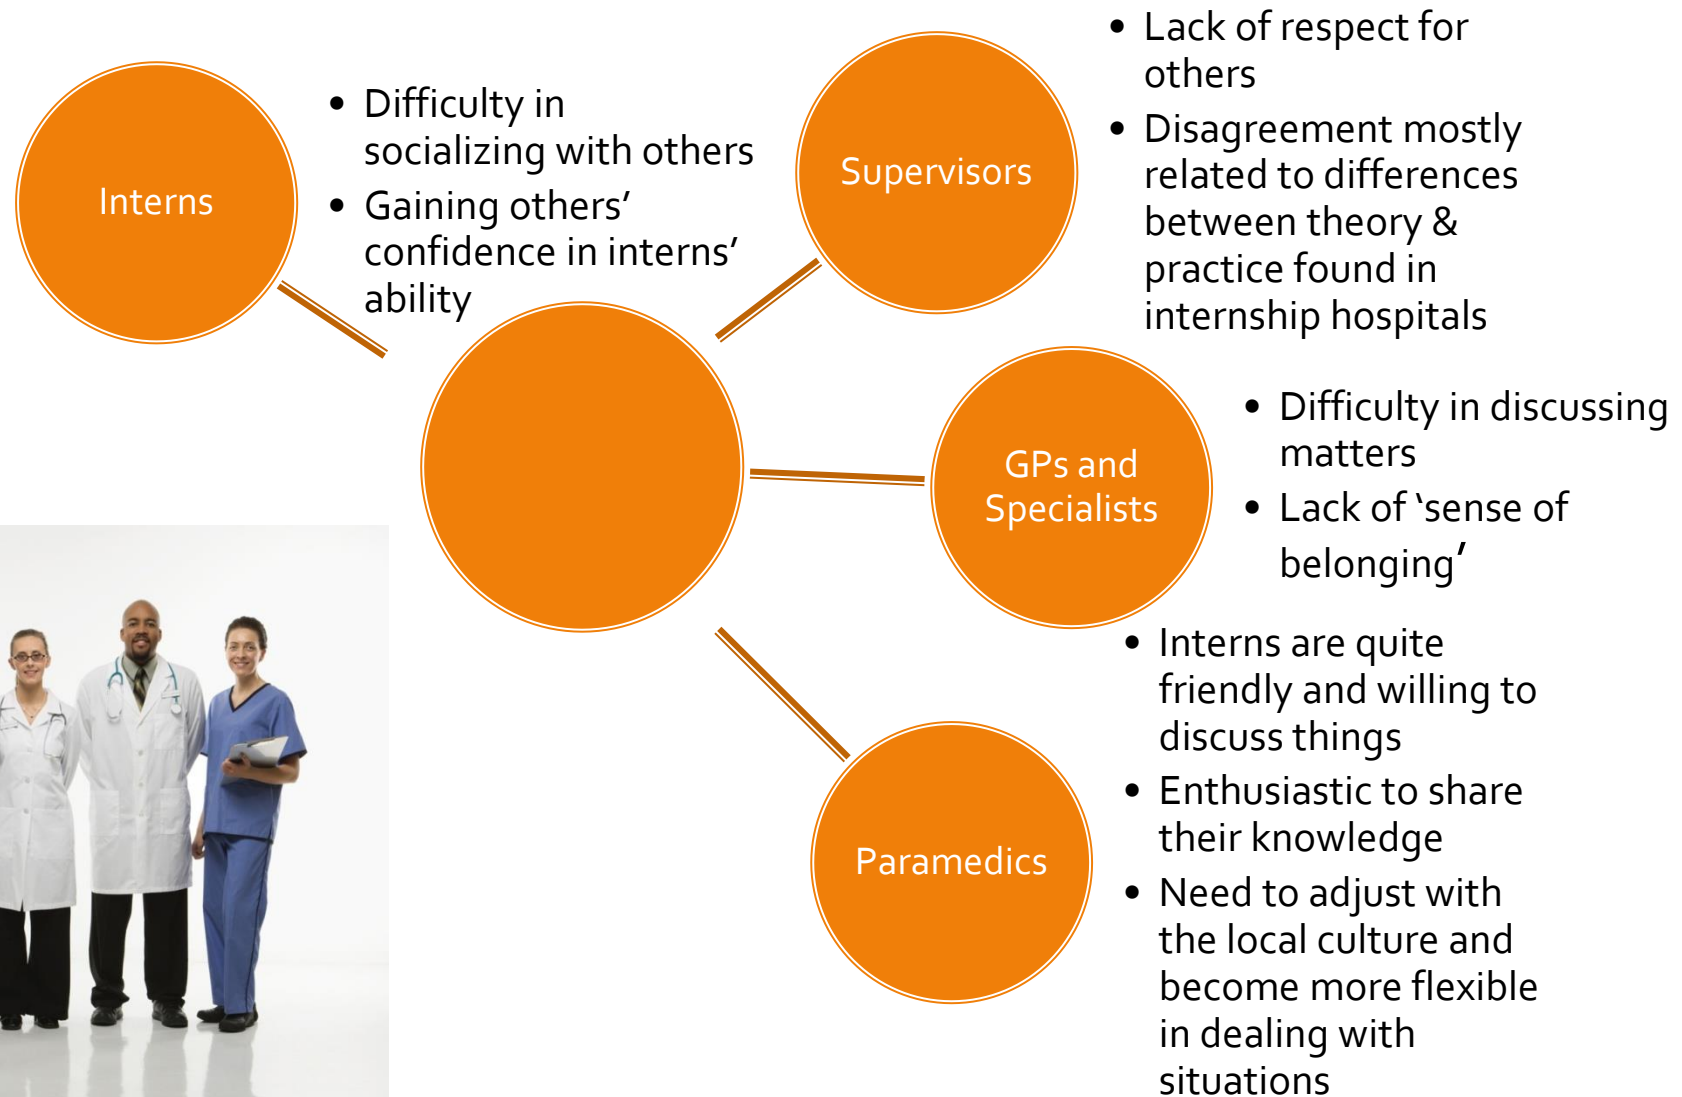 Interns
• Difficulty in
socializing with others
• Gaining others’
confidence in interns’
ability
Supervisors
• Lack of respect for
others
• Disagreement mostly
related to differences
between theory &
practice found in
internship hospitals
GPs and
Specialists
• Difficulty in discussing
matters
• Lack of ‘sense of
belonging’
Paramedics
• Interns are quite
friendly and willing to
discuss things
• Enthusiastic to share
their knowledge
• Need to adjust with
the local culture and
become more flexible
in dealing with
situations